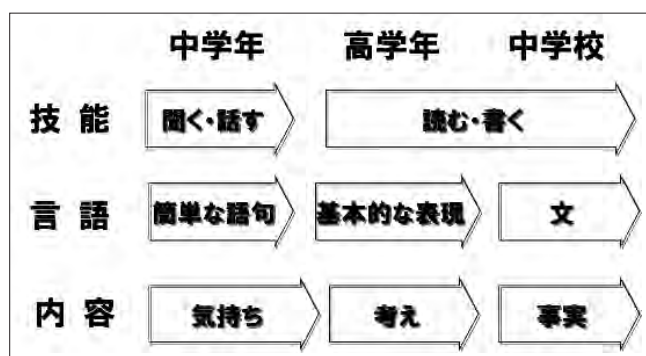 中学年 高学年 中学校
技能 聞く・話す 読む・書く
言語 簡単な語句 基本的な表現 文
内容 気持ち 考え 事実